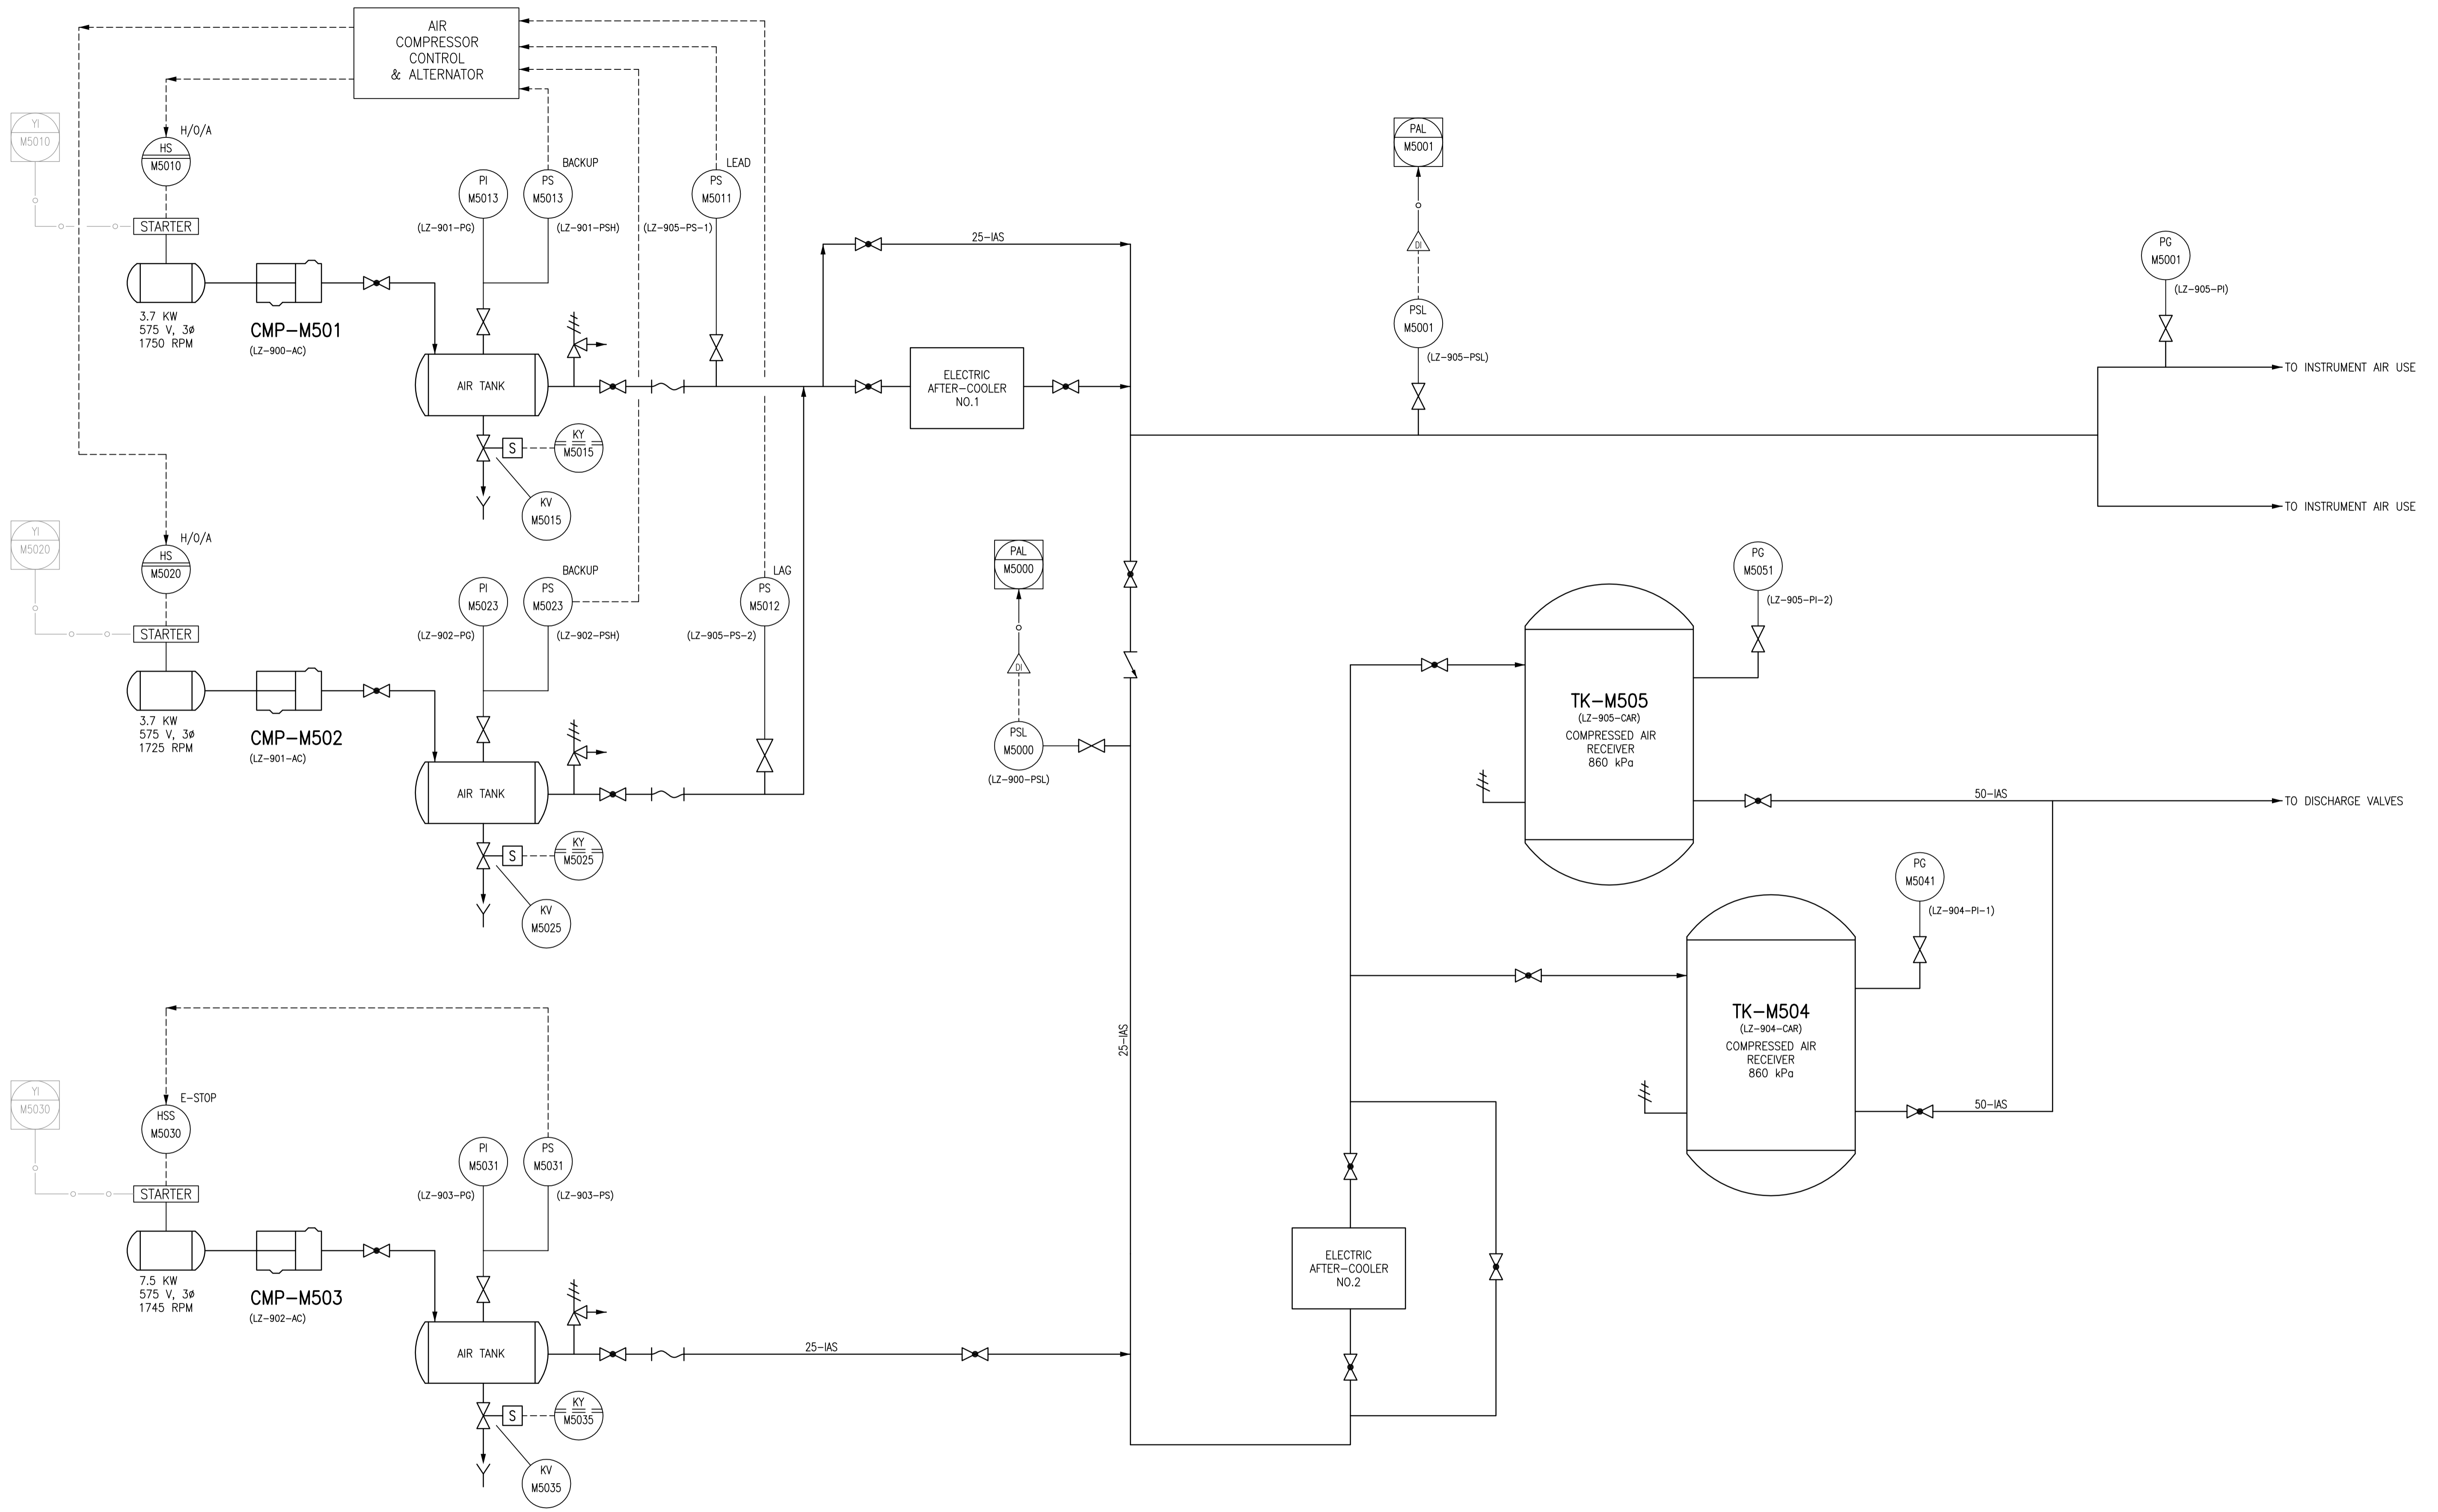 AIR
COMPRESSOR
CONTROL
& ALTERNATOR
YI
M5010
H/O/A
HS
M5010
STARTER
3.7 KW
575 V, 3ø
1750 RPM
CMP-M501
(LZ-900-AC)
PI
M5013
(LZ-901-PG)
BACKUP
PS
M5013
(LZ-901-PSH)
LEAD
PS
M5011
(LZ-905-PS-1)
AIR TANK
S
KY
M5015
KV
M5015
25-IAS
ELECTRIC
AFTER-COOLER
NO.1
PAL
M5001
DI
PSL
M5001
(LZ-905-PSL)
PG
M5001
(LZ-905-PI)
TO INSTRUMENT AIR USE
TO INSTRUMENT AIR USE
YI
M5020
H/O/A
HS
M5020
STARTER
3.7 KW
575 V, 3ø
1725 RPM
CMP-M502
(LZ-901-AC)
PI
M5023
(LZ-902-PG)
BACKUP
PS
M5023
(LZ-902-PSH)
LAG
PS
M5012
(LZ-905-PS-2)
AIR TANK
S
KY
M5025
KV
M5025
PAL
M5000
DI
PSL
M5000
(LZ-900-PSL)
PG
M5051
(LZ-905-PI-2)
TK-M505
(LZ-905-CAR)
COMPRESSED AIR
RECEIVER
860 kPa
50-IAS
TO DISCHARGE VALVES
PG
M5041
(LZ-904-PI-1)
TK-M504
(LZ-904-CAR)
COMPRESSED AIR
RECEIVER
860 kPa
50-IAS
25-IAS
YI
M5030
E-STOP
HSS
M5030
STARTER
7.5 KW
575 V, 3ø
1745 RPM
CMP-M503
(LZ-902-AC)
PI
M5031
(LZ-903-PG)
PS
M5031
(LZ-903-PS)
AIR TANK
S
KY
M5035
KV
M5035
25-IAS
ELECTRIC
AFTER-COOLER
NO.2